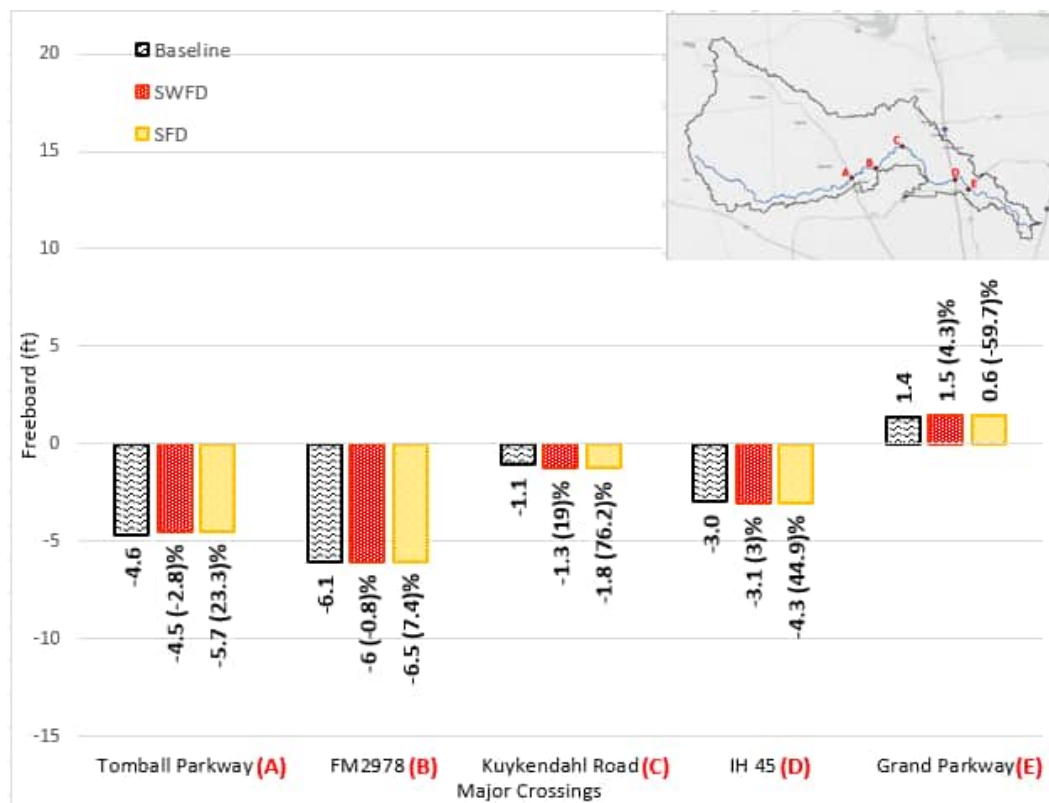 20
15
10
5
0
-5
-10
-15
Freeboard (ft)
Baseline
SWFD
SFD
A
B
C
D
E
-4.6
-4.5 (-2.8)%
-5.7 (23.3)%
-6.1
-6 (-0.8)%
-6.5 (7.4)%
-1.1
-1.3 (19)%
-1.8 (76.2)%
-3.0
-3.1 (3)%
-4.3 (44.9)%
1.4
1.5 (4.3)%
0.6 (-59.7)%
Tomball Parkway (A)
FM2978 (B)
Kuykendahl Road (C)
IH 45 (D)
Grand Parkway (E)
Major Crossings